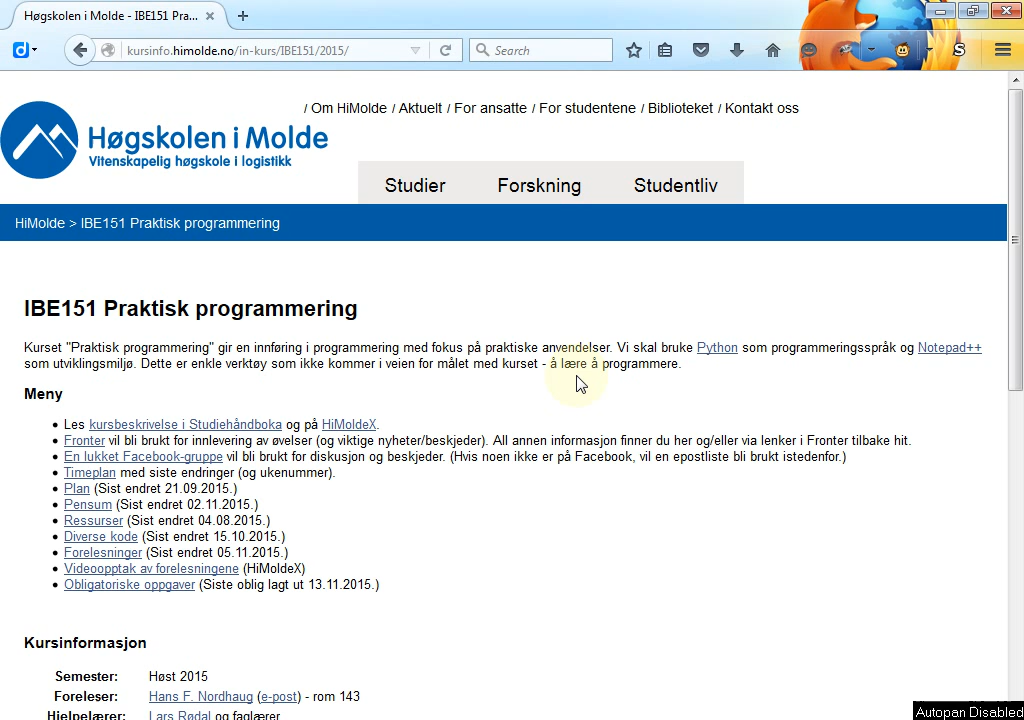 Høgskolen i Molde - IBE151 Pra...
kursinfo.himolde.no/in-kurs/IBE151/2015/
Search
/ Om HiMolde / Aktuelt / For ansatte / For studentene / Biblioteket / Kontakt oss
Høgskolen i Molde
Vitenskapelig høgskole i logistikk
Studier Forskning Studentliv
HiMolde > IBE151 Praktisk programmering
IBE151 Praktisk programmering
Kurset "Praktisk programmering" gir en innføring i programmering med fokus på praktiske anvendelser. Vi skal bruke Python som programmeringsspråk og Notepad++
som utviklingsmiljø. Dette er enkle verktøy som ikke kommer i veien for målet med kurset - å lære å programmere.
Meny
• Les kursbeskrivelse i Studiehåndboka og på HiMoldeX.
• Fronter vil bli brukt for innlevering av øvelser (og viktige nyheter/beskjeder). All annen informasjon finner du her og/eller via lenker i Fronter tilbake hit.
• En lukket Facebook-gruppe vil bli brukt for diskusjon og beskjeder. (Hvis noen ikke er på Facebook, vil en epostliste bli brukt istedenfor.)
• Timeplan med siste endringer (og ukenummer).
• Plan (Sist endret 21.09.2015.)
• Pensum (Sist endret 02.11.2015.)
• Ressurser (Sist endret 04.08.2015.)
• Diverse kode (Sist endret 15.10.2015.)
• Forelesninger (Sist endret 05.11.2015.)
• Videoopptak av forelesningene (HiMoldeX)
• Obligatoriske oppgaver (Siste oblig lagt ut 13.11.2015.)
Kursinformasjon
Semester: Høst 2015
Foreleser: Hans F. Nordhaug (e-post) - rom 143
Hjelpelærer: Lars Rødal og faglærer
Autopan Disabled